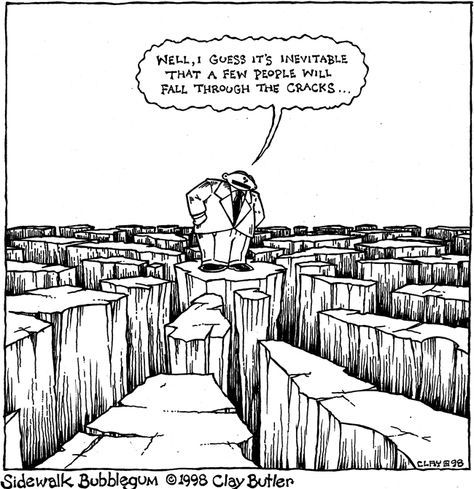 WELL, I GUESS IT'S INEVITABLE
THAT A FEW PEOPLE WILL
FALL THROUGH THE CRACKS...
CLAY 98
Sidewalk Bubblegum ©1998 Clay Butler